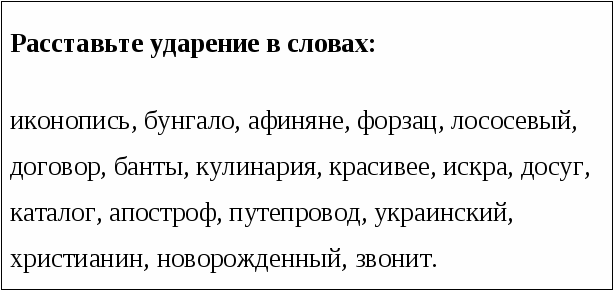 Расставьте ударение в словах:
иконопись, бунгало, афиняне, форзац, лососевый,
договор, банты, кулинария, красивее, искра, досуг,
каталог, апостроф, путепровод, украинский,
христианин, новорожденный, звонит.